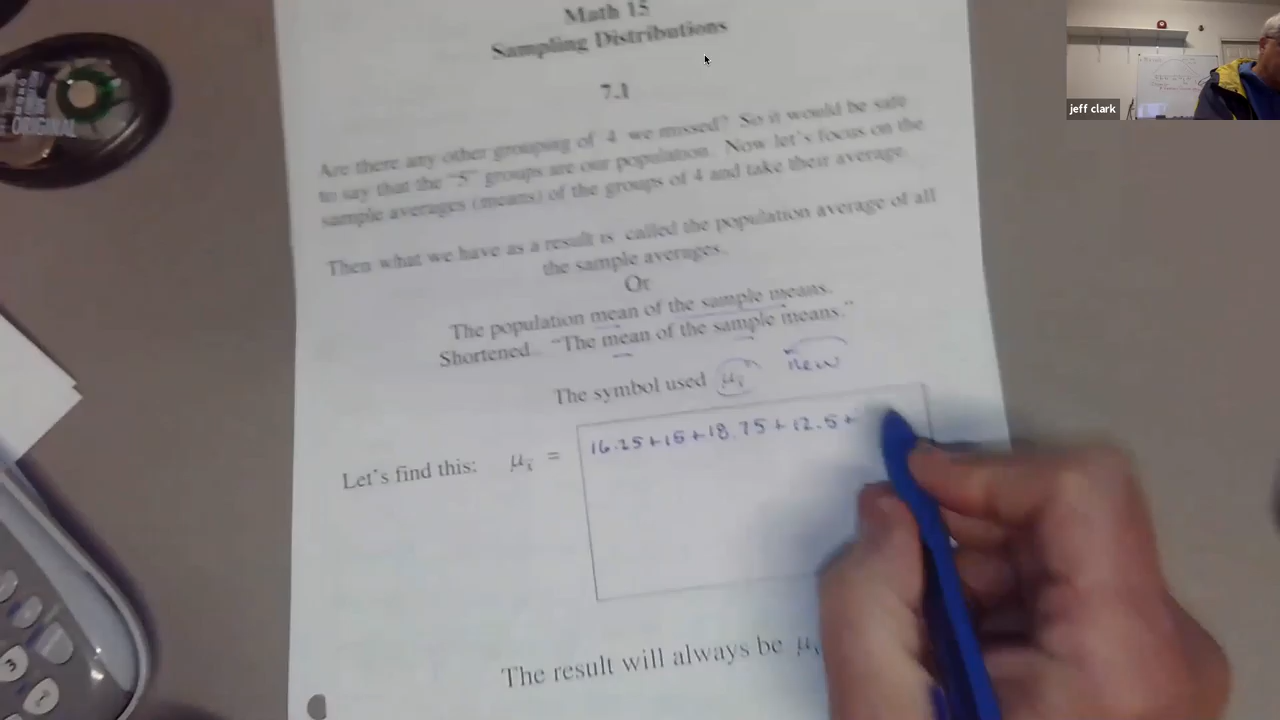 Math 15
Sampling Distributions
7.1
Are there any other grouping of 4 we missed? So it would be safe
to say that the "5" groups are our population. Now let's focus on the
sample averages (means) of the groups of 4 and take their average.
Then what we have as a result is called the population average of all
the sample averages.
Or
The population mean of the sample means.
Shortened. "The mean of the sample means."
The symbol used μx̄ new
Let's find this: μx̄ =
16.25+15+18.75+12.5+
The result will always be μ
ORIGINAL
3
jeff clark